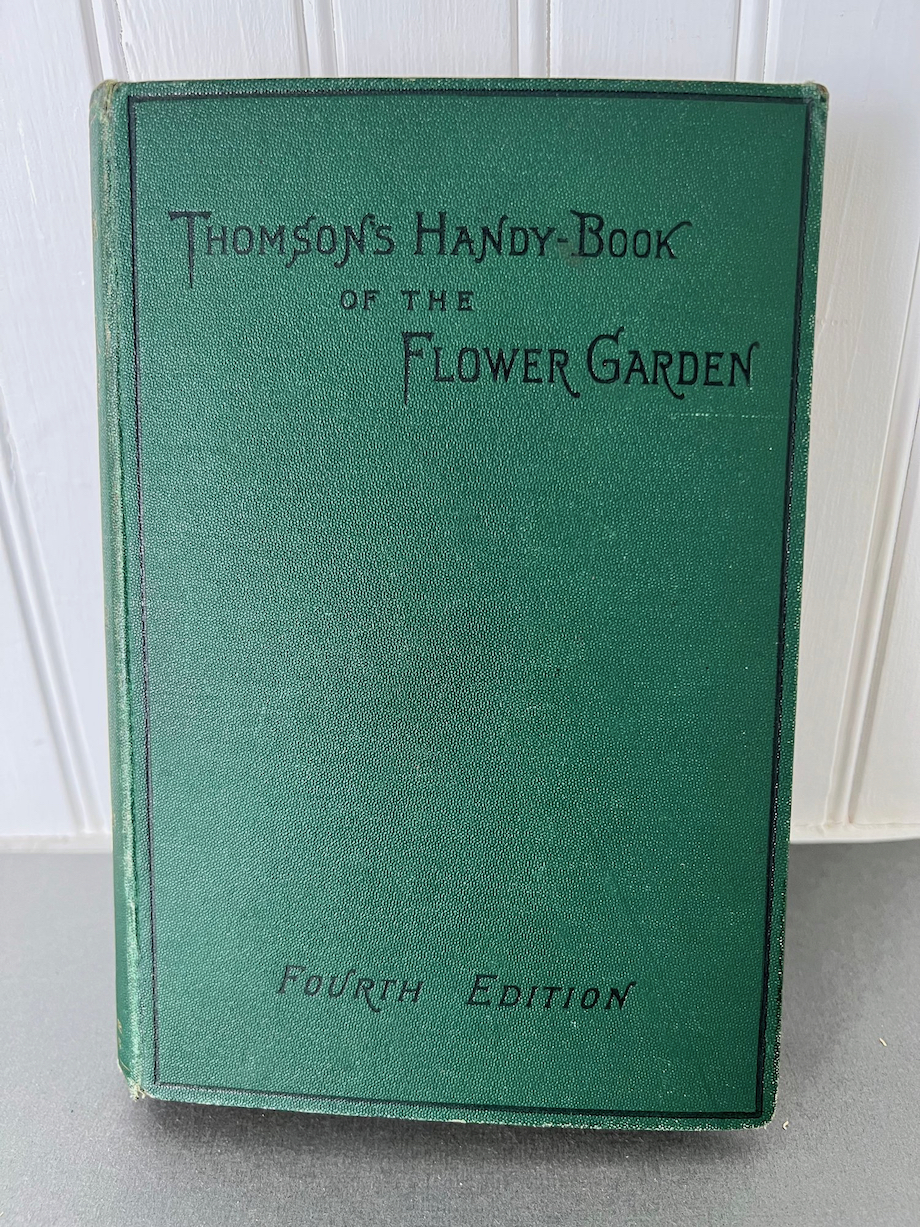 Thomson's Handy-Book
of the
Flower Garden
Fourth Edition